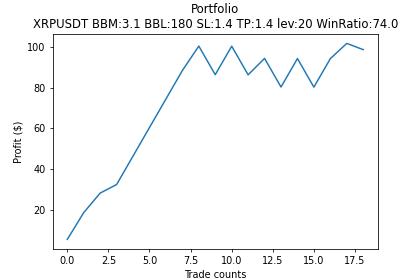 Portfolio
XRPUSDT BBM:3.1 BBL:180 SL:1.4 TP:1.4 lev:20 WinRatio:74.0
100
80
60
40
20
Profit ($)
0.0 2.5 5.0 7.5 10.0 12.5 15.0 17.5
Trade counts